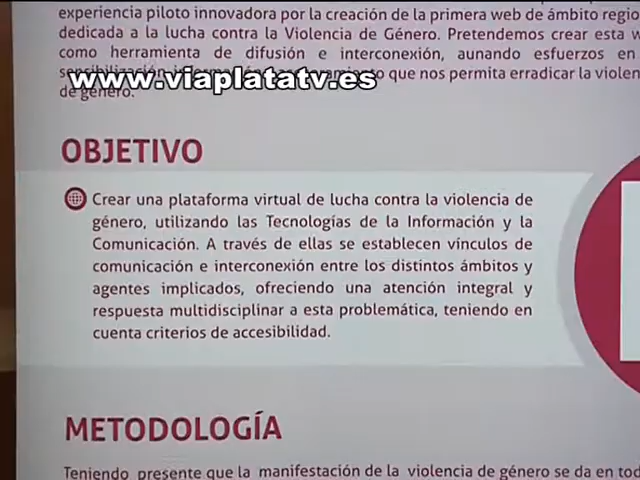 experiencia piloto innovadora por la creación de la primera web de ámbito regio
dedicada a la lucha contra la Violencia de Género. Pretendemos crear esta w
como herramienta de difusión e interconexión, aunando esfuerzos en
que nos permita erradicar la violen
www.viaplatatv.es
de género.
OBJETIVO
Crear una plataforma virtual de lucha contra la violencia de
género, utilizando las Tecnologías de la Información y la
Comunicación. A través de ellas se establecen vínculos de
comunicación e interconexión entre los distintos ámbitos y
agentes implicados, ofreciendo una atención integral y
respuesta multidisciplinar a esta problemática, teniendo en
cuenta criterios de accesibilidad.
METODOLOGÍA
Teniendo presente que la manifestación de la violencia de género se da en tod